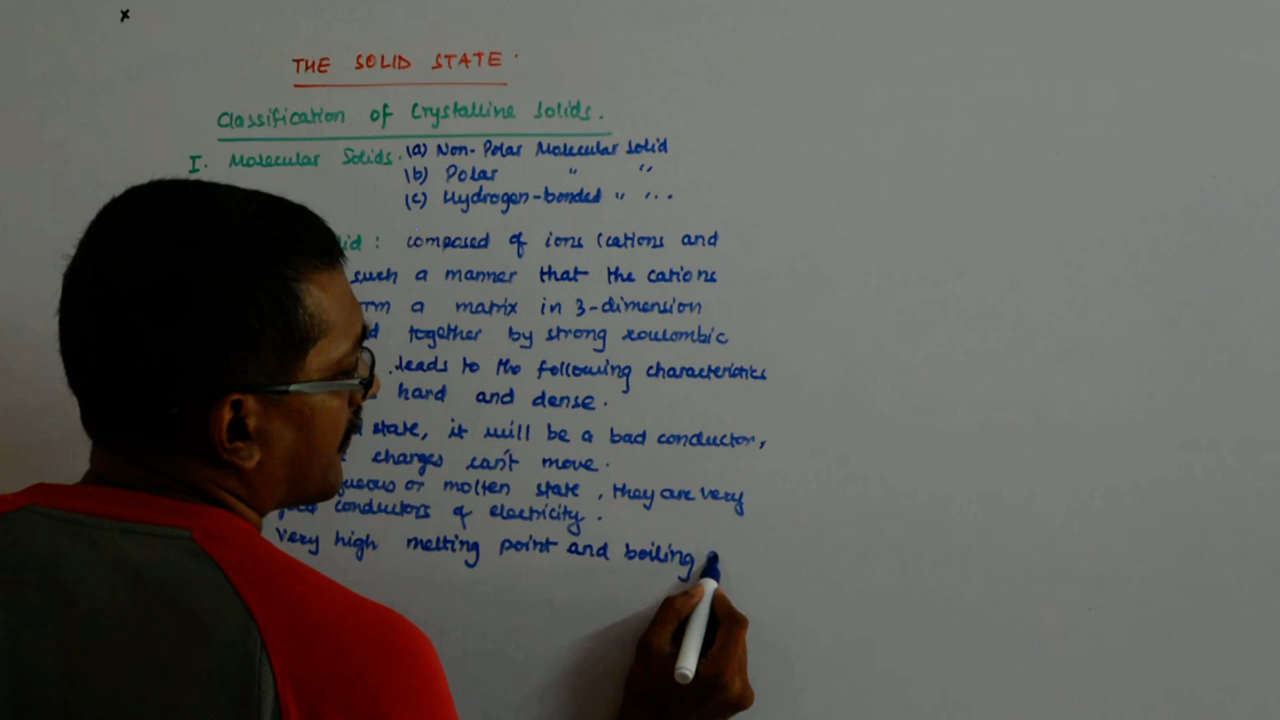 x
THE SOLID STATE.
Classification of Crystalline Solids.
I. Molecular Solids. (a) Non-Polar Molecular Solid
(b) Polar " "
(c) Hydrogen-bonded " " ..
: composed of ions (cations and
such a manner that the cations
a matrix in 3-dimension
together by strong coulombic
leads to the following characteristics
hard and dense.
state, it will be a bad conductor,
charges can't move.
or molten state, they are very
conductors of electricity.
very high melting point and boiling